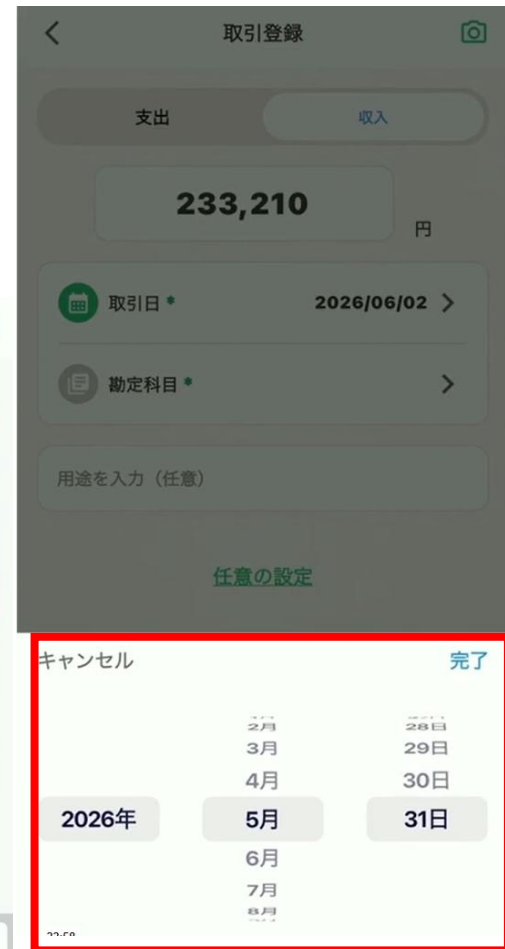 取引登録
支出 収入
233,210 円
取引日 * 2026/06/02
勘定科目 *
用途を入力（任意）
任意の設定
キャンセル 完了
2月 28日
3月 29日
4月 30日
2026年 5月 31日
6月
7月
8月